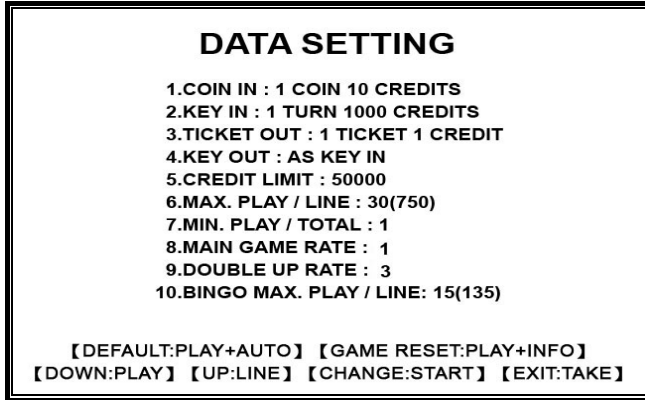 DATA SETTING
1.COIN IN : 1 COIN 10 CREDITS
2.KEY IN : 1 TURN 1000 CREDITS
3.TICKET OUT : 1 TICKET 1 CREDIT
4.KEY OUT : AS KEY IN
5.CREDIT LIMIT : 50000
6.MAX. PLAY / LINE : 30(750)
7.MIN. PLAY / TOTAL : 1
8.MAIN GAME RATE : 1
9.DOUBLE UP RATE : 3
10.BINGO MAX. PLAY / LINE: 15(135)
【DEFAULT:PLAY+AUTO】【GAME RESET:PLAY+INFO】
【DOWN:PLAY】【UP:LINE】【CHANGE:START】【EXIT:TAKE】